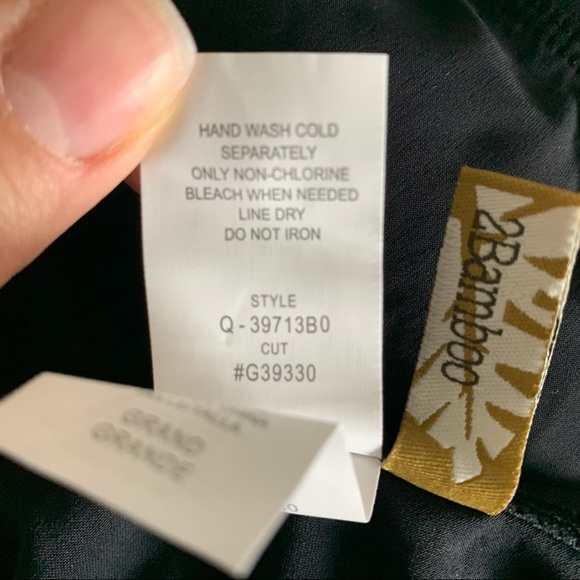 HAND WASH COLD
SEPARATELY
ONLY NON-CHLORINE
BLEACH WHEN NEEDED
LINE DRY
DO NOT IRON
STYLE
Q - 39713B0
CUT
#G39330
GRAND
GRANDE
2Bamboo